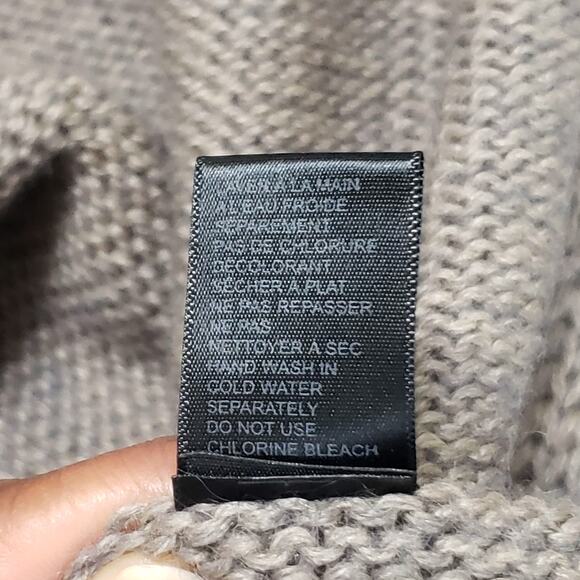 LAVER A LA MAIN
A L'EAU FROIDE
SEPAREMENT
PAS DE CHLORURE
DECOLORANT
SECHER A PLAT
NE PAS REPASSER
NE PAS
NETTOYER A SEC
HAND WASH IN
COLD WATER
SEPARATELY
DO NOT USE
CHLORINE BLEACH